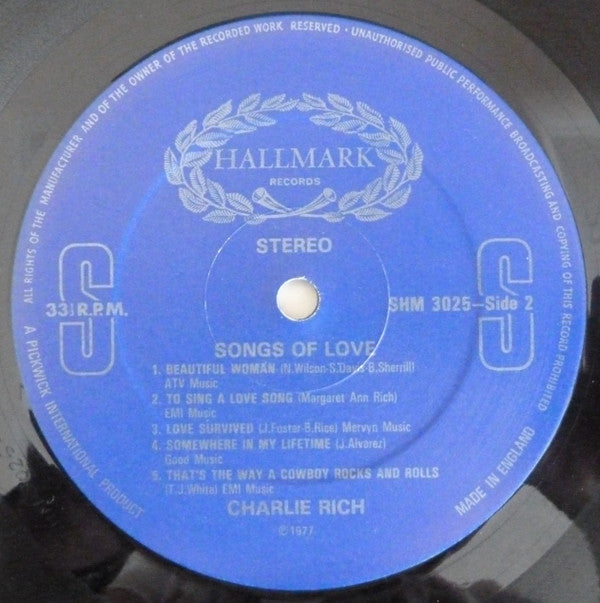 ALL RIGHTS OF THE MANUFACTURER AND OF THE OWNER OF THE RECORDED WORK RESERVED · UNAUTHORISED PUBLIC PERFORMANCE BROADCASTING AND COPYING OF THIS RECORD PROHIBITED
HALLMARK
RECORDS
STEREO
S
S
33⅓ R.P.M.
SHM 3025—Side 2
SONGS OF LOVE
1. BEAUTIFUL WOMAN (N.Wilson-S.Davis-B.Sherrill)
ATV Music
2. TO SING A LOVE SONG (Margaret Ann Rich)
EMI Music
3. LOVE SURVIVED (J.Foster-B.Rice) Mervyn Music
4. SOMEWHERE IN MY LIFETIME (J.Alvarez)
Good Music
5. THAT'S THE WAY A COWBOY ROCKS AND ROLLS
(T.J.White) EMI Music
CHARLIE RICH
©1977
A PICKWICK INTERNATIONAL PRODUCT
MADE IN ENGLAND